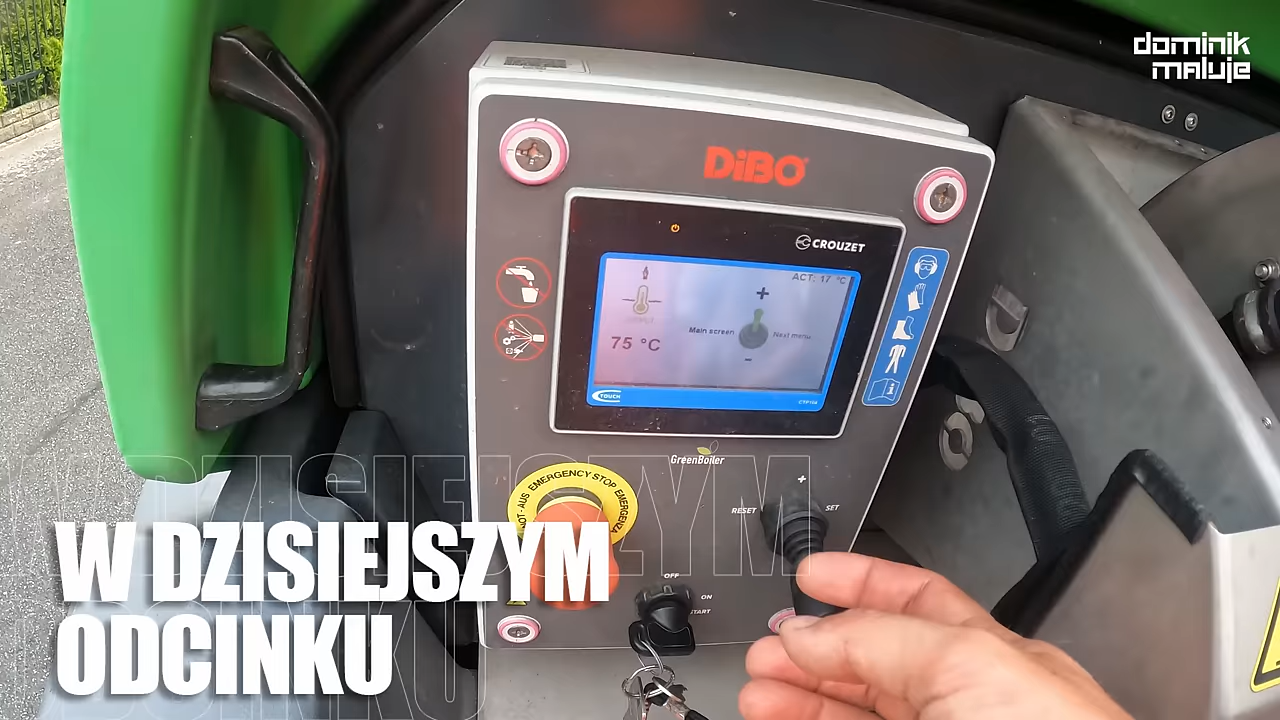 dominik
maluje
DiBO
CROUZET
ACT: 17 °C
+
Main screen
Next menu
75 °C
-
TOUCH
CTP104
GreenBoiler
EMERGENCY STOP
+
RESET
SET
OFF
ON
START
W DZISIEJSZYM
ODCINKU